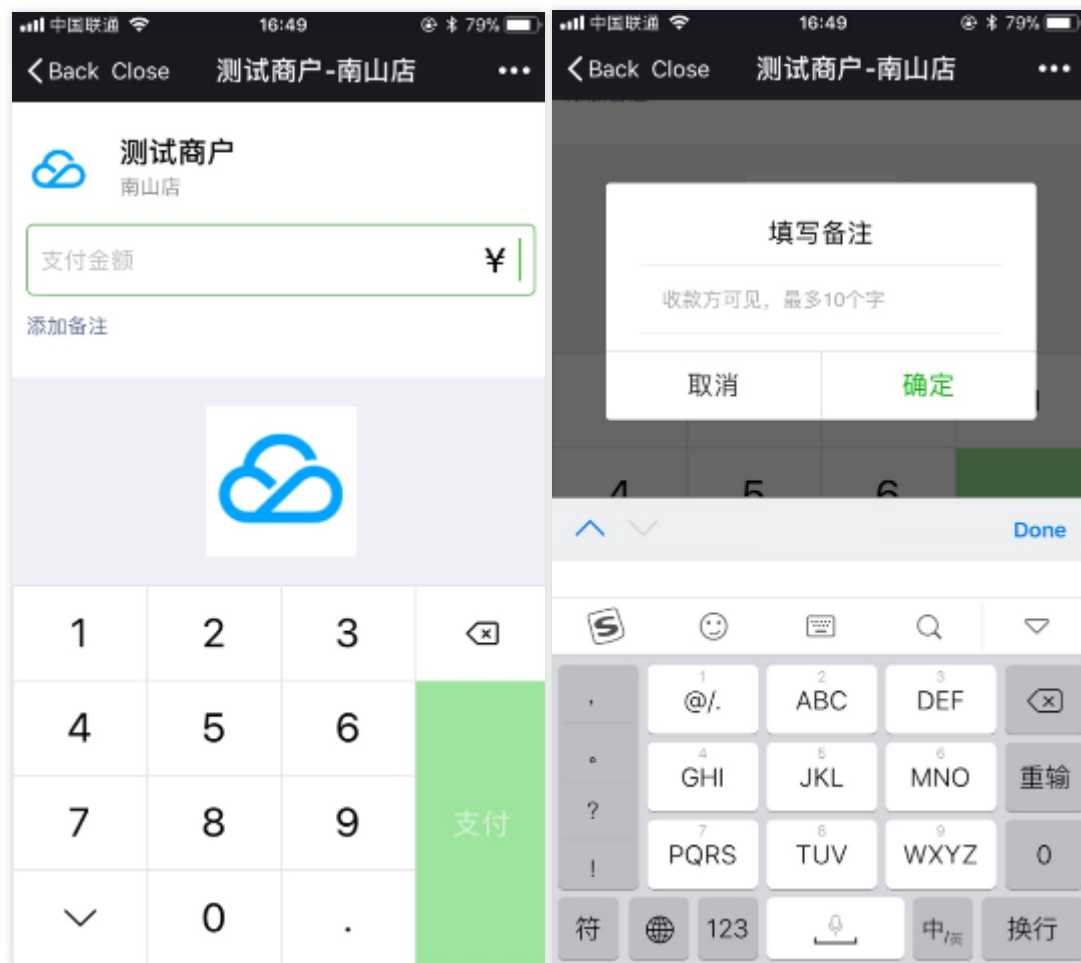 中国联通 16:49 79%
Back Close 测试商户-南山店
测试商户
南山店
支付金额 ¥
添加备注
1 2 3
4 5 6
7 8 9 支付
0 .
中国联通 16:49 79%
Back Close 测试商户-南山店
填写备注
收款方可见，最多10个字
取消 确定
4 5 6
Done
S
, 1 @/. 2 ABC 3 DEF
。 4 GHI 5 JKL 6 MNO 重输
?
! 7 PQRS 8 TUV 9 WXYZ 0
符 123 中/英 换行